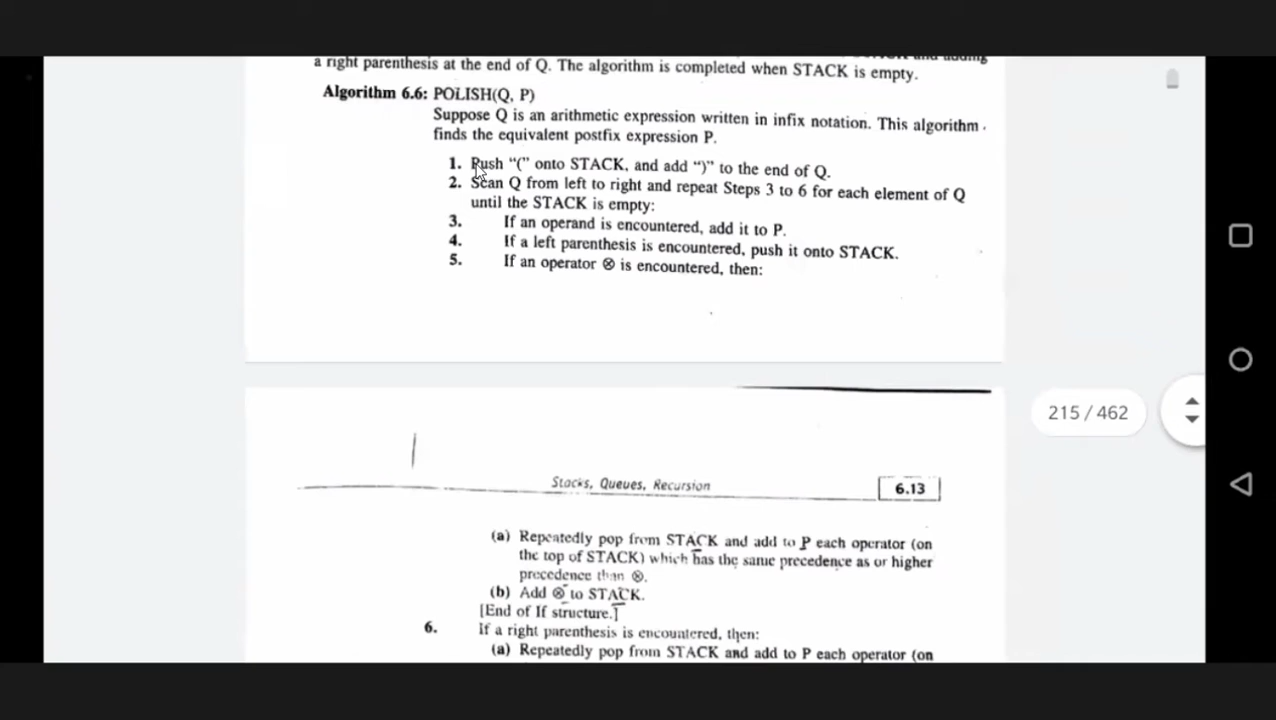 a right parenthesis at the end of Q. The algorithm is completed when STACK is empty.
Algorithm 6.6: POLISH(Q, P)
Suppose Q is an arithmetic expression written in infix notation. This algorithm
finds the equivalent postfix expression P.
1. Push "(" onto STACK, and add ")" to the end of Q.
2. Scan Q from left to right and repeat Steps 3 to 6 for each element of Q
until the STACK is empty:
3. If an operand is encountered, add it to P.
4. If a left parenthesis is encountered, push it onto STACK.
5. If an operator ⊗ is encountered, then:
215 / 462
Stacks, Queues, Recursion 6.13
(a) Repeatedly pop from STACK and add to P each operator (on
the top of STACK) which has the same precedence as or higher
precedence than ⊗.
(b) Add ⊗ to STACK.
[End of If structure.]
6. If a right parenthesis is encountered, then:
(a) Repeatedly pop from STACK and add to P each operator (on